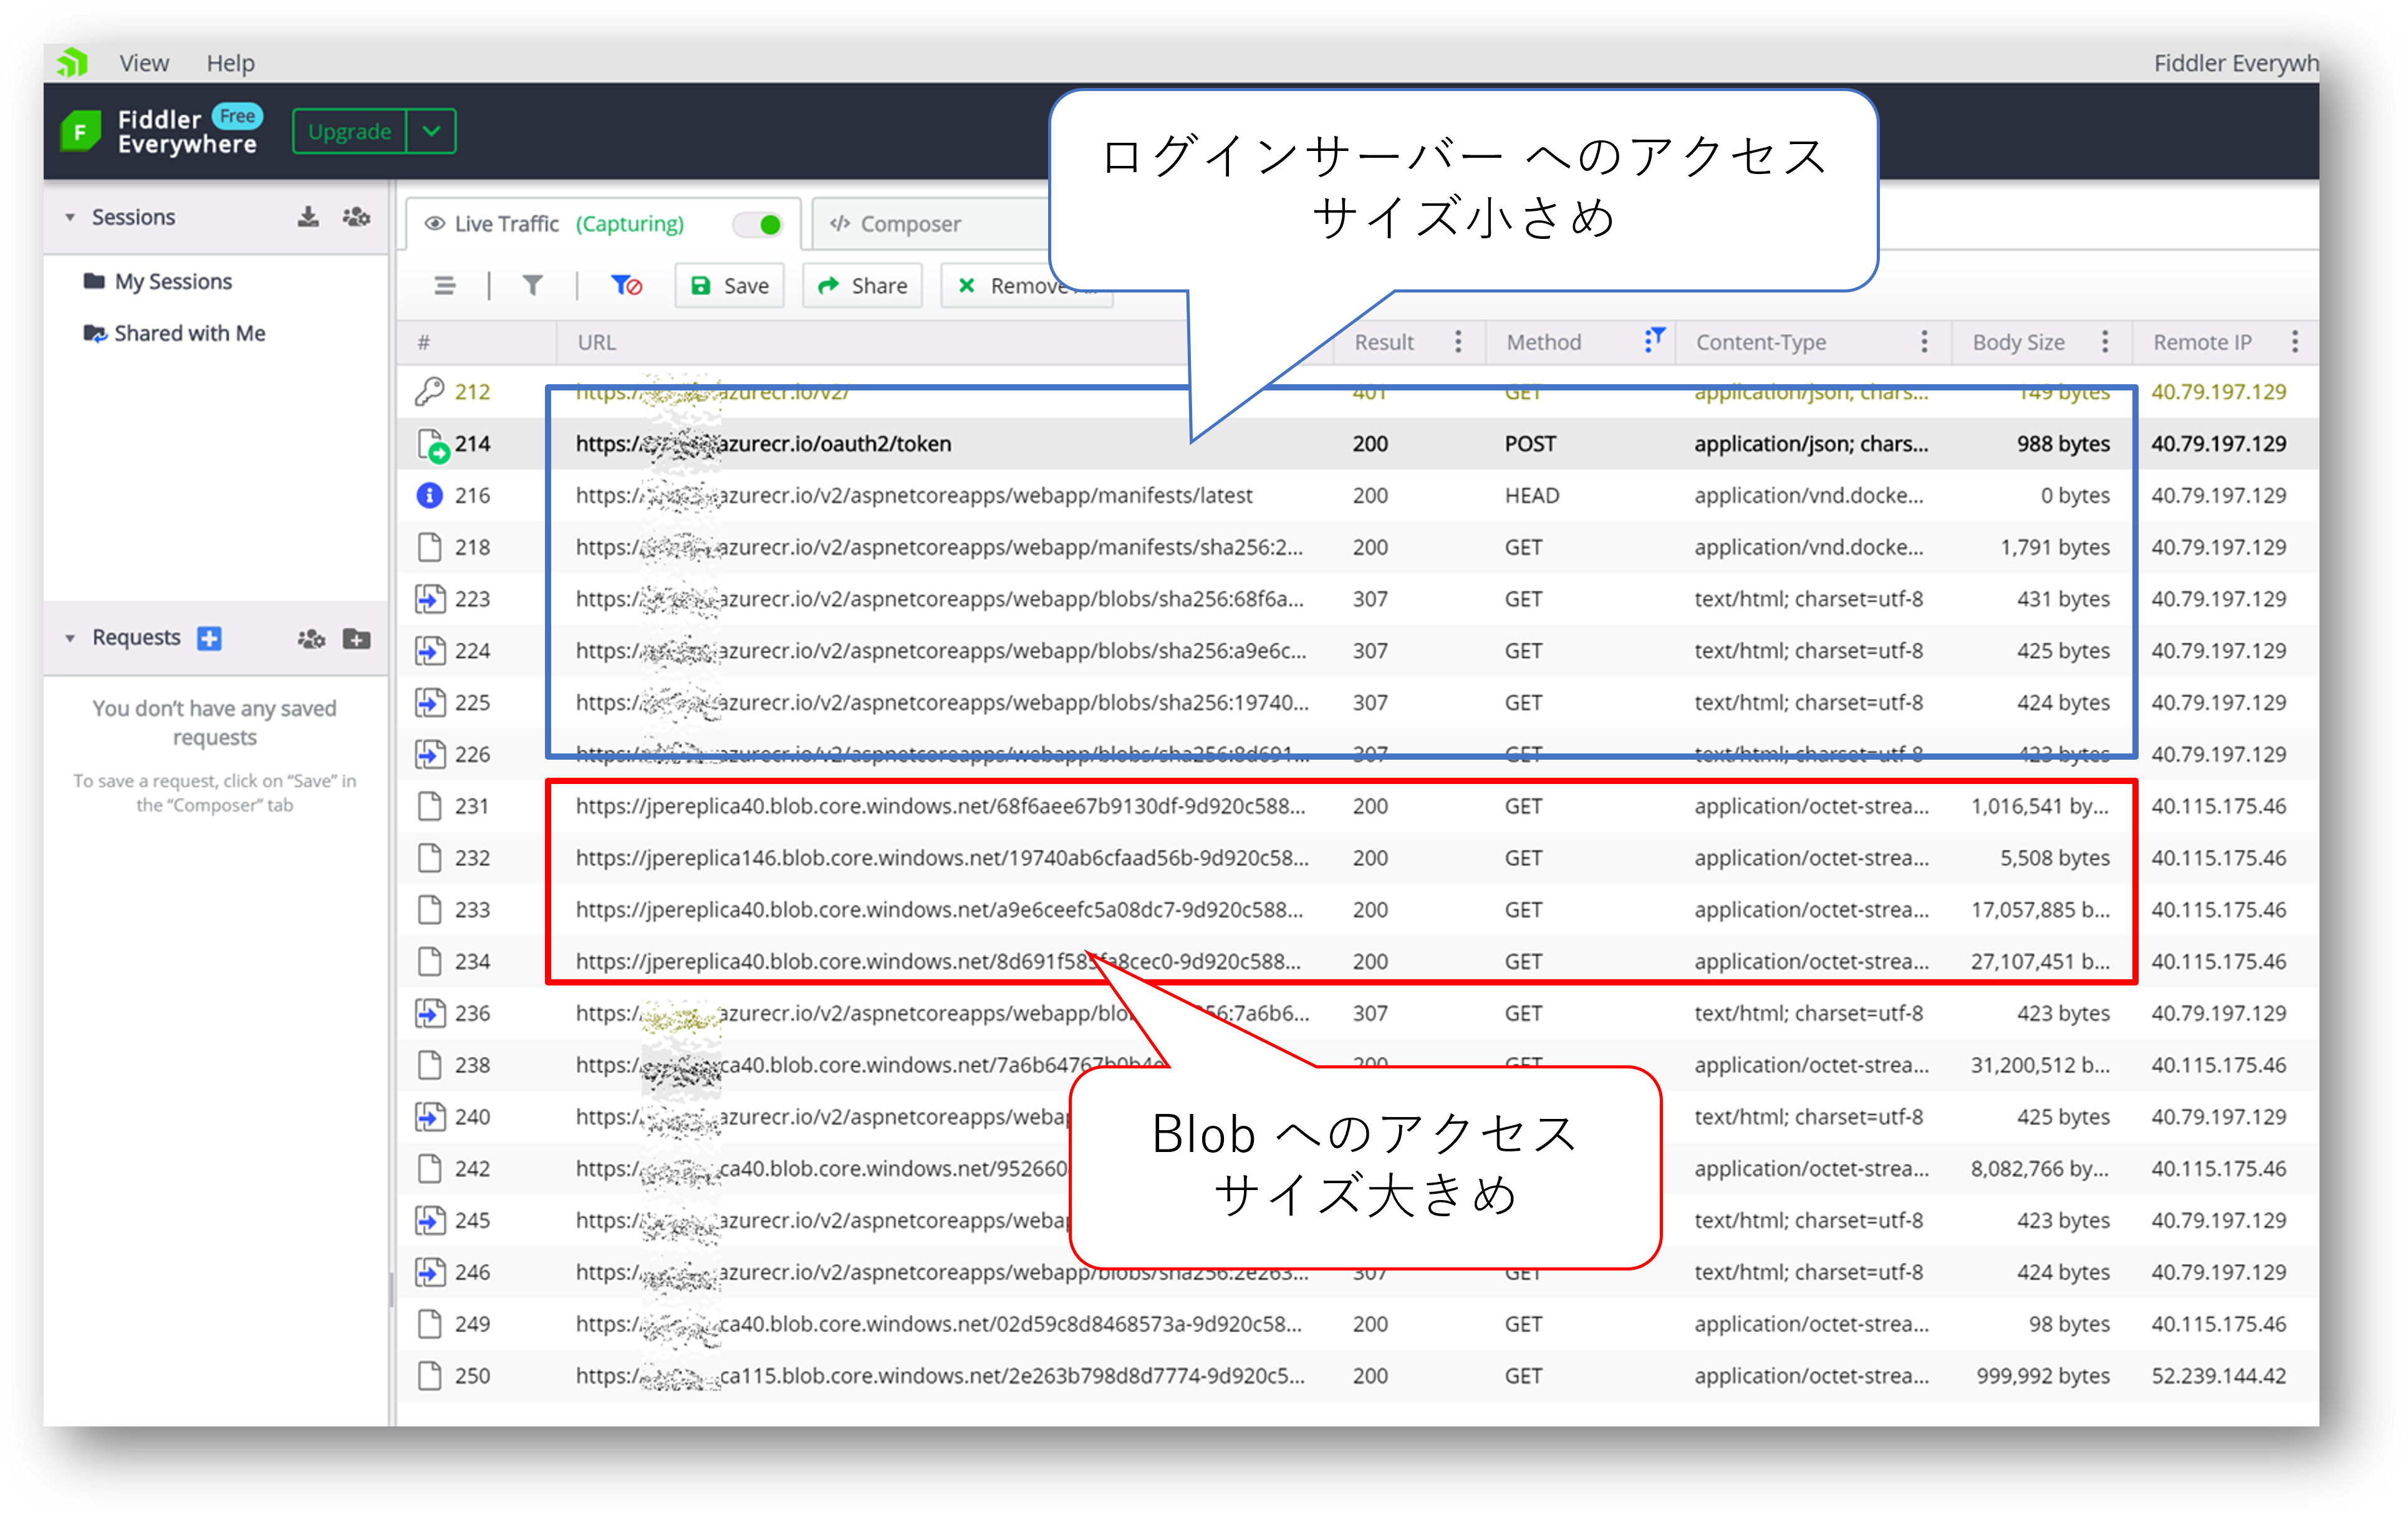 View Help Fiddler Everywh
Fiddler Free
Everywhere
Upgrade
ログインサーバー へのアクセス
サイズ小さめ
Sessions
My Sessions
Shared with Me
Requests
You don't have any saved
requests
To save a request, click on "Save" in
the "Composer" tab
Live Traffic (Capturing) Composer
Save Share Remove
# URL Result Method Content-Type Body Size Remote IP
212 https:/ azurecr.io/v2/ 401 GET application/json; chars... 149 bytes 40.79.197.129
214 https:/ azurecr.io/oauth2/token 200 POST application/json; chars... 988 bytes 40.79.197.129
216 https:/ azurecr.io/v2/aspnetcoreapps/webapp/manifests/latest 200 HEAD application/vnd.docke... 0 bytes 40.79.197.129
218 https:/ azurecr.io/v2/aspnetcoreapps/webapp/manifests/sha256:2... 200 GET application/vnd.docke... 1,791 bytes 40.79.197.129
223 https:/ azurecr.io/v2/aspnetcoreapps/webapp/blobs/sha256:68f6a... 307 GET text/html; charset=utf-8 431 bytes 40.79.197.129
224 https:/ azurecr.io/v2/aspnetcoreapps/webapp/blobs/sha256:a9e6c... 307 GET text/html; charset=utf-8 425 bytes 40.79.197.129
225 https:/ azurecr.io/v2/aspnetcoreapps/webapp/blobs/sha256:19740... 307 GET text/html; charset=utf-8 424 bytes 40.79.197.129
226 https:/ azurecr.io/v2/aspnetcoreapps/webapp/blobs/sha256:8d691... 307 GET text/html; charset=utf-8 423 bytes 40.79.197.129
231 https://jpereplica40.blob.core.windows.net/68f6aee67b9130df-9d920c588... 200 GET application/octet-strea... 1,016,541 by... 40.115.175.46
232 https://jpereplica146.blob.core.windows.net/19740ab6cfaad56b-9d920c58... 200 GET application/octet-strea... 5,508 bytes 40.115.175.46
233 https://jpereplica40.blob.core.windows.net/a9e6ceefc5a08dc7-9d920c588... 200 GET application/octet-strea... 17,057,885 b... 40.115.175.46
234 https://jpereplica40.blob.core.windows.net/8d691f585fa8cec0-9d920c588... 200 GET application/octet-strea... 27,107,451 b... 40.115.175.46
236 https:/ azurecr.io/v2/aspnetcoreapps/webapp/blo 56:7a6b6... 307 GET text/html; charset=utf-8 423 bytes 40.79.197.129
238 https:/ ca40.blob.core.windows.net/7a6b64767b0b4 200 GET application/octet-strea... 31,200,512 b... 40.115.175.46
240 https:/ azurecr.io/v2/aspnetcoreapps/weba text/html; charset=utf-8 425 bytes 40.79.197.129
242 https:/ ca40.blob.core.windows.net/95266 application/octet-strea... 8,082,766 by... 40.115.175.46
245 https:/ azurecr.io/v2/aspnetcoreapps/weba text/html; charset=utf-8 423 bytes 40.79.197.129
246 https:/ azurecr.io/v2/aspnetcoreapps/webapp/blobs/sha256:2e263... 307 GET text/html; charset=utf-8 424 bytes 40.79.197.129
249 https:/ ca40.blob.core.windows.net/02d59c8d8468573a-9d920c58... 200 GET application/octet-strea... 98 bytes 40.115.175.46
250 https:/ ca115.blob.core.windows.net/2e263b798d8d7774-9d920c5... 200 GET application/octet-strea... 999,992 bytes 52.239.144.42
Blob へのアクセス
サイズ大きめ